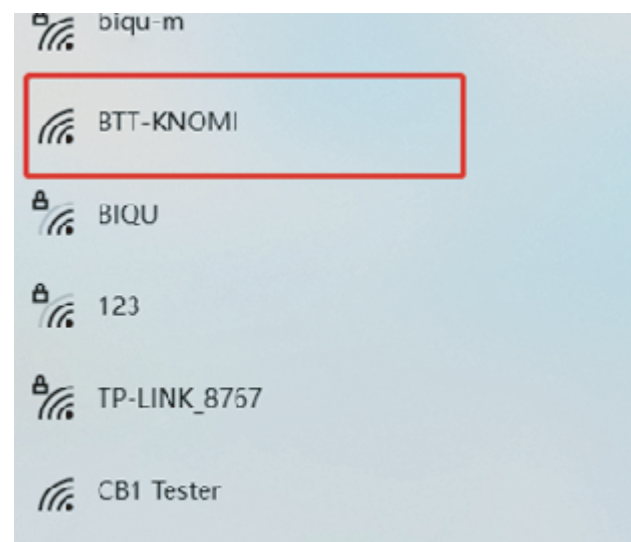 biqu-m
BTT-KNOMI
BIQU
123
TP-LINK_8767
CB1 Tester